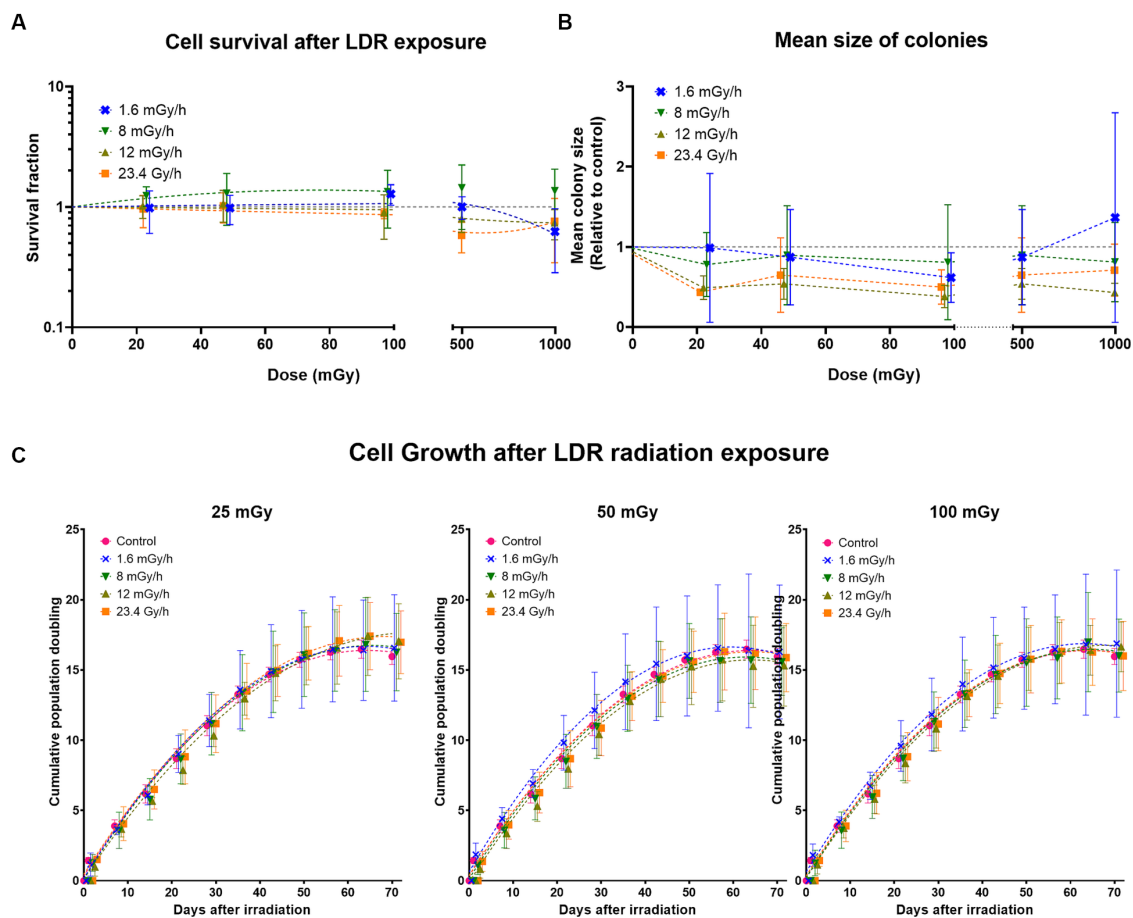 A
Cell survival after LDR exposure
10
1
0.1
Survival fraction
1.6 mGy/h
8 mGy/h
12 mGy/h
23.4 Gy/h
0 20 40 60 80 100 500 1000
Dose (mGy)
B
Mean size of colonies
3
2
1
0
Mean colony size
(Relative to control)
1.6 mGy/h
8 mGy/h
12 mGy/h
23.4 Gy/h
0 20 40 60 80 100 500 1000
Dose (mGy)
C
Cell Growth after LDR radiation exposure
25 mGy
25
20
15
10
5
0
Cumulative population doubling
Control
1.6 mGy/h
8 mGy/h
12 mGy/h
23.4 Gy/h
0 10 20 30 40 50 60 70
Days after irradiation
50 mGy
25
20
15
10
5
0
Cumulative population doubling
Control
1.6 mGy/h
8 mGy/h
12 mGy/h
23.4 Gy/h
0 10 20 30 40 50 60 70
Days after irradiation
100 mGy
25
20
15
10
5
0
Cumulative population doubling
Control
1.6 mGy/h
8 mGy/h
12 mGy/h
23.4 Gy/h
0 10 20 30 40 50 60 70
Days after irradiation